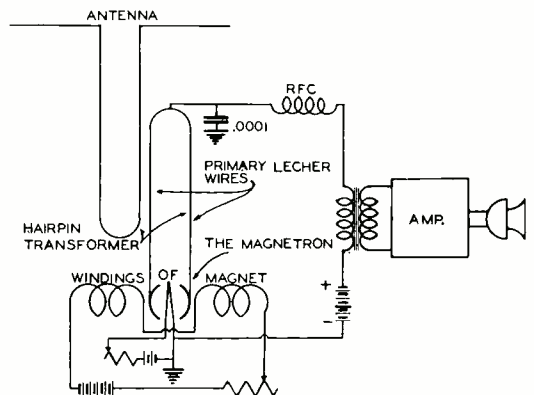 ANTENNA
RFC
.0001
PRIMARY LECHER
WIRES
HAIRPIN
TRANSFORMER
AMP.
THE MAGNETRON
WINDINGS OF MAGNET
+
-